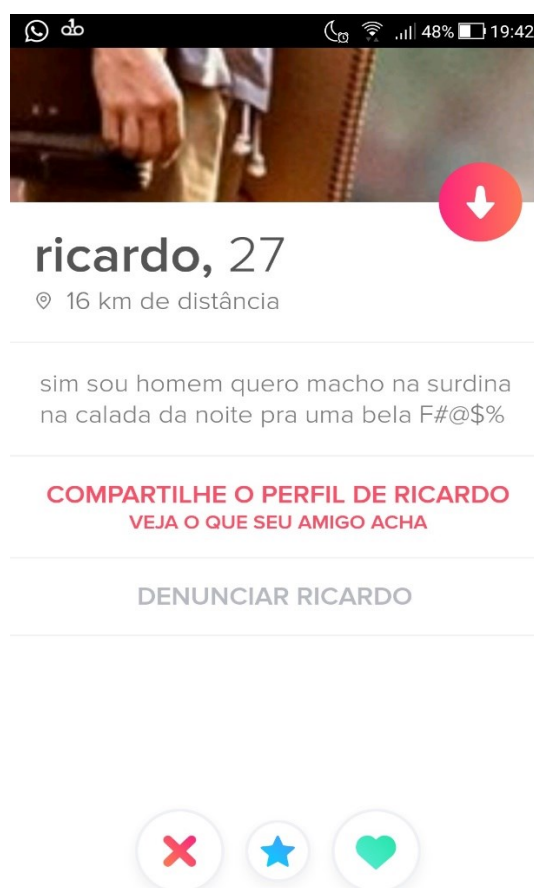 48% 19:42
ricardo, 27
16 km de distância
sim sou homem quero macho na surdina
na calada da noite pra uma bela F#@$%
COMPARTILHE O PERFIL DE RICARDO
VEJA O QUE SEU AMIGO ACHA
DENUNCIAR RICARDO